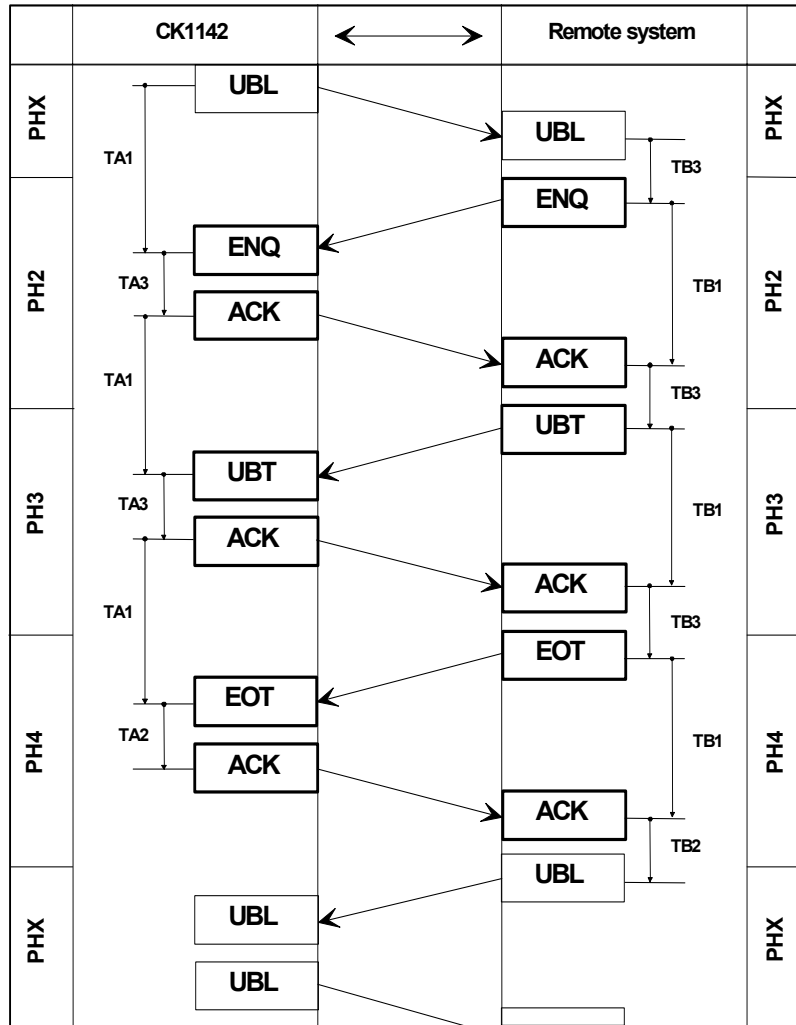 CK1142
Remote system
PHX
UBL
PHX
UBL
TA1
TB3
PH2
ENQ
PH2
ENQ
TA3
TB1
ACK
ACK
TA1
TB3
PH3
UBT
PH3
UBT
TA3
TB1
ACK
ACK
TA1
TB3
PH4
EOT
PH4
EOT
TA2
TB1
ACK
ACK
TB2
PHX
UBL
PHX
UBL
UBL